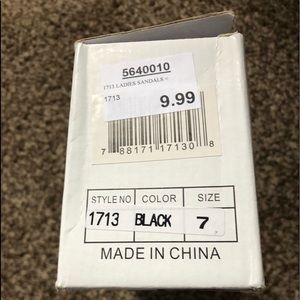 5640010
1713 LADIES SANDALS =
1713
9.99
7 88171 17130 8
STYLE NO COLOR SIZE
1713 BLACK 7
MADE IN CHINA